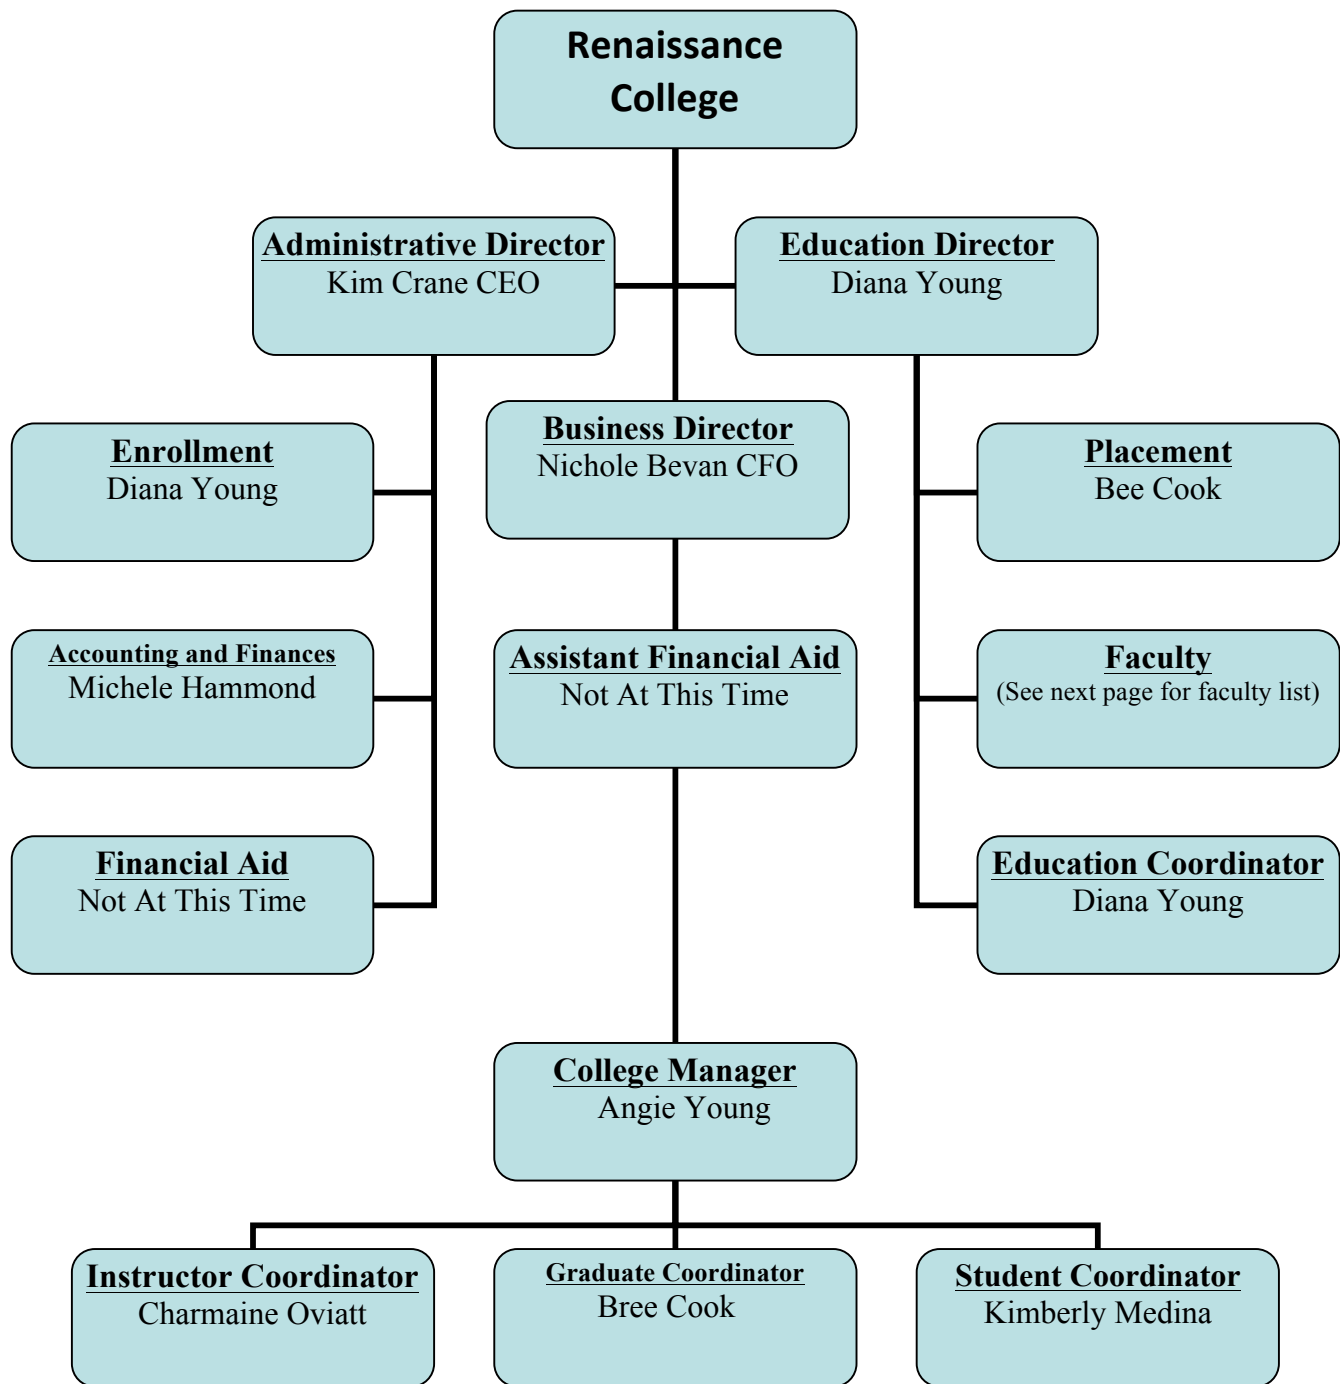 Renaissance
College
Administrative Director
Kim Crane CEO
Education Director
Diana Young
Business Director
Nichole Bevan CFO
Enrollment
Diana Young
Placement
Bee Cook
Accounting and Finances
Michele Hammond
Assistant Financial Aid
Not At This Time
Faculty
(See next page for faculty list)
Financial Aid
Not At This Time
Education Coordinator
Diana Young
College Manager
Angie Young
Instructor Coordinator
Charmaine Oviatt
Graduate Coordinator
Bree Cook
Student Coordinator
Kimberly Medina